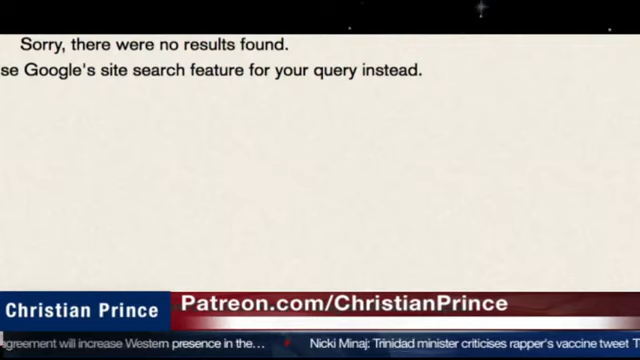 Sorry, there were no results found.
se Google's site search feature for your query instead.
Christian Prince
Patreon.com/ChristianPrince
agreement will increase Western presence in the... Nicki Minaj: Trinidad minister criticises rapper's vaccine tweet 'T